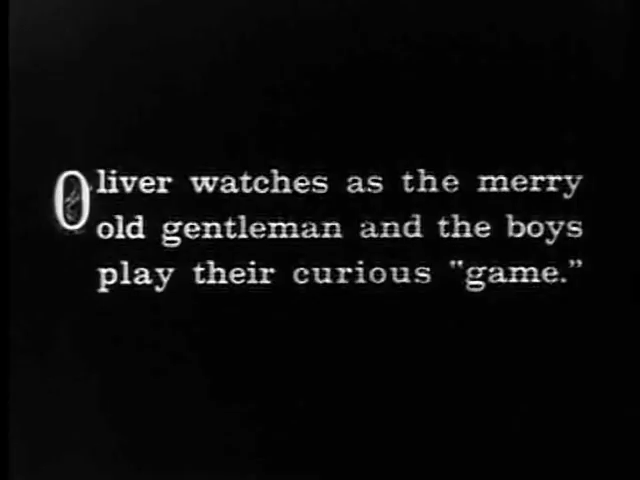 Oliver watches as the merry
old gentleman and the boys
play their curious "game."